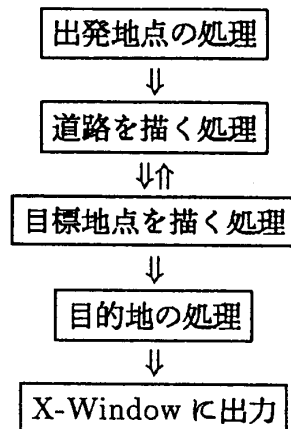 出発地点の処理
⇓
道路を描く処理
⇓⇑
目標地点を描く処理
⇓
目的地の処理
⇓
X-Window に出力